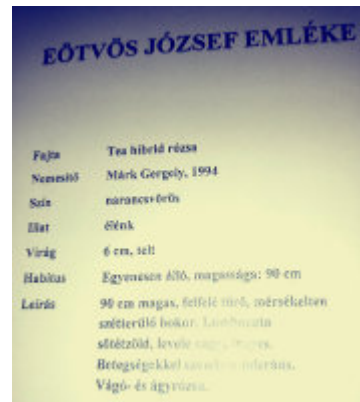 EÖTVÖS JÓZSEF EMLÉKE
Fajta Tea hibrid rózsa
Nemesítő Márk Gergely, 1994
Szín narancsvörös
Illat élénk
Virág 6 cm, telt
Habitus Egyenesen álló, magassága: 90 cm
Leírás 90 cm magas, felfelé törő, mérsékelten
szétterülő bokor. Lombozata
sötétzöld, levele
Betegségekkel
Vágó- és ágyrózsa.